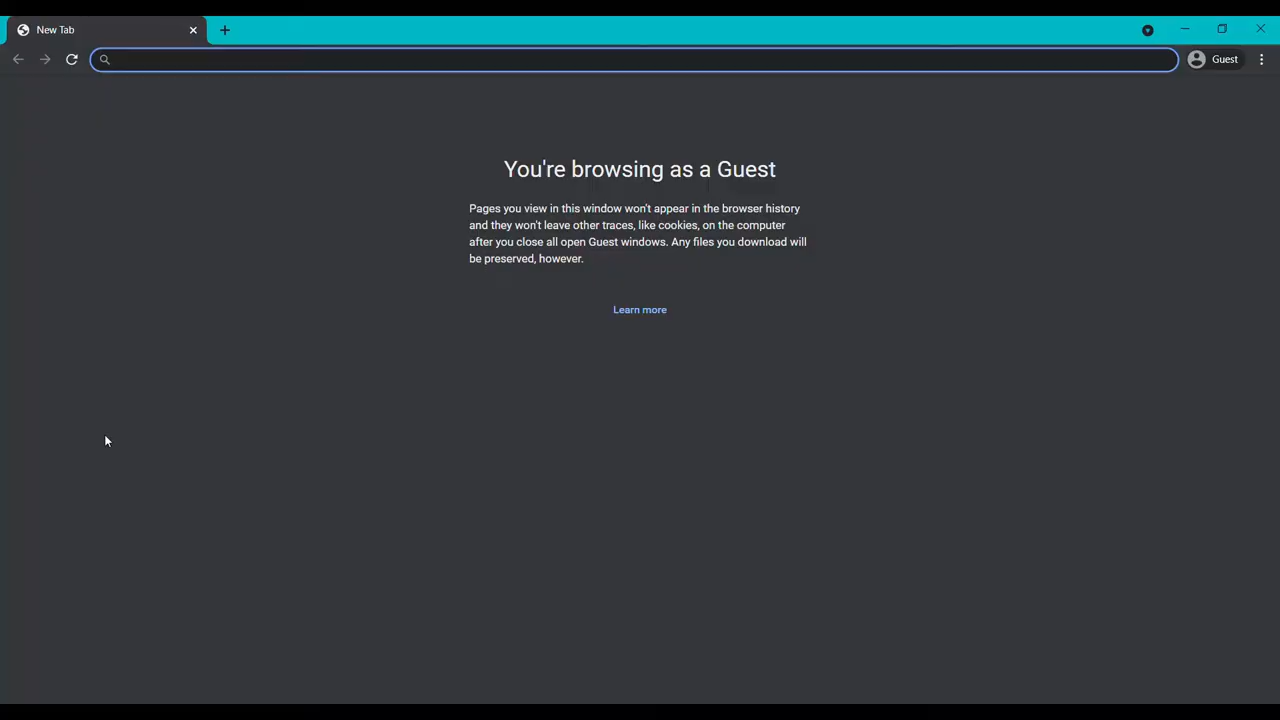 New Tab
Guest
You're browsing as a Guest
Pages you view in this window won't appear in the browser history
and they won't leave other traces, like cookies, on the computer
after you close all open Guest windows. Any files you download will
be preserved, however.
Learn more